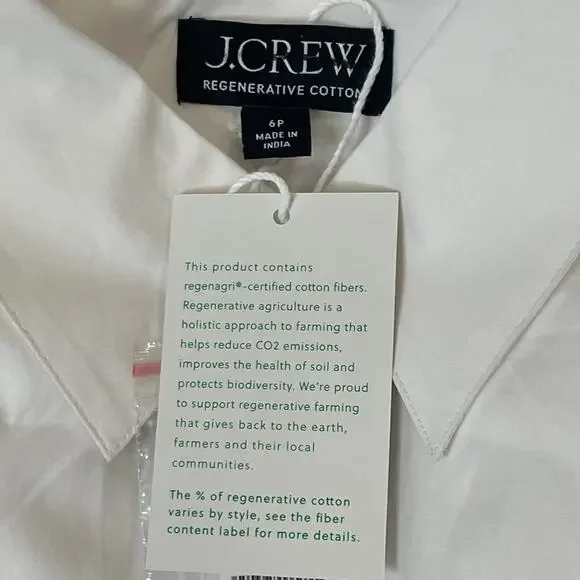 J.CREW
REGENERATIVE COTTON
6P
MADE IN
INDIA
This product contains
regenagri®-certified cotton fibers.
Regenerative agriculture is a
holistic approach to farming that
helps reduce CO2 emissions,
improves the health of soil and
protects biodiversity. We're proud
to support regenerative farming
that gives back to the earth,
farmers and their local
communities.
The % of regenerative cotton
varies by style, see the fiber
content label for more details.